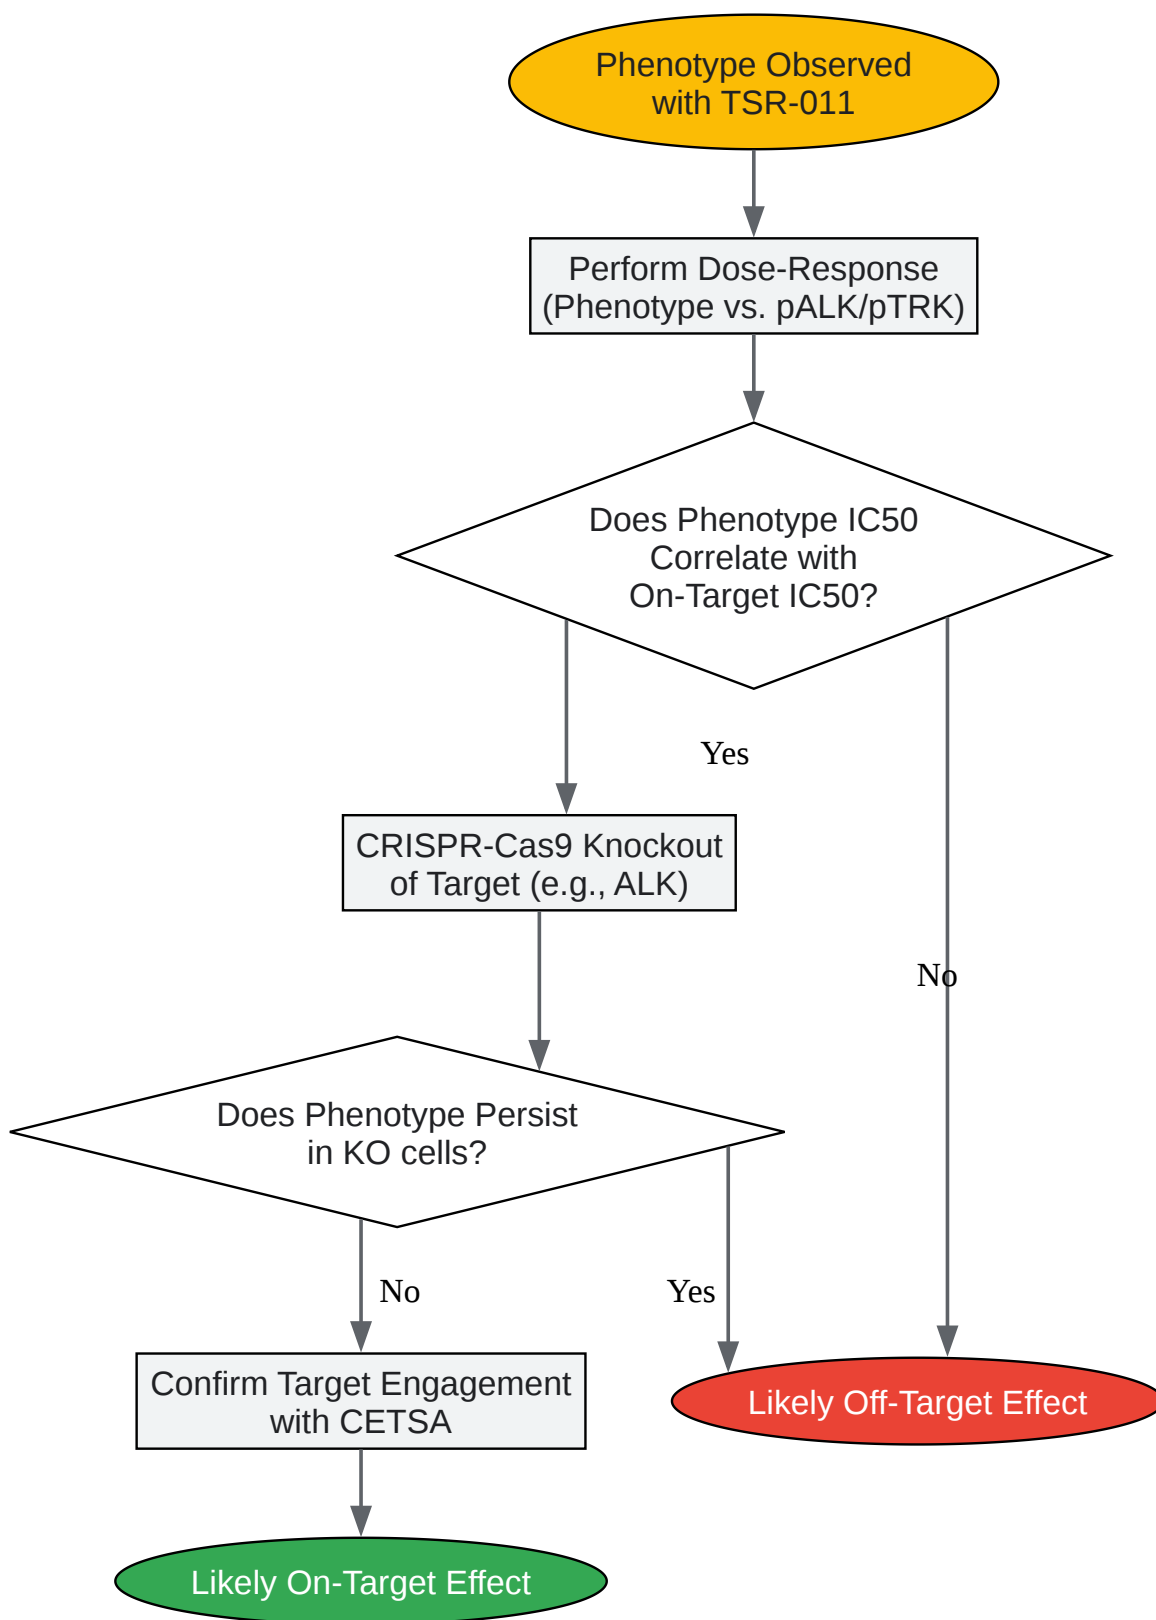 Phenotype Observed
with TSR-011
Perform Dose-Response
(Phenotype vs. pALK/pTRK)
Does Phenotype IC50
Correlate with
On-Target IC50?
Yes
CRISPR-Cas9 Knockout
of Target (e.g., ALK)
No
Does Phenotype Persist
in KO cells?
No
Yes
Confirm Target Engagement
with CETSA
Likely Off-Target Effect
Likely On-Target Effect